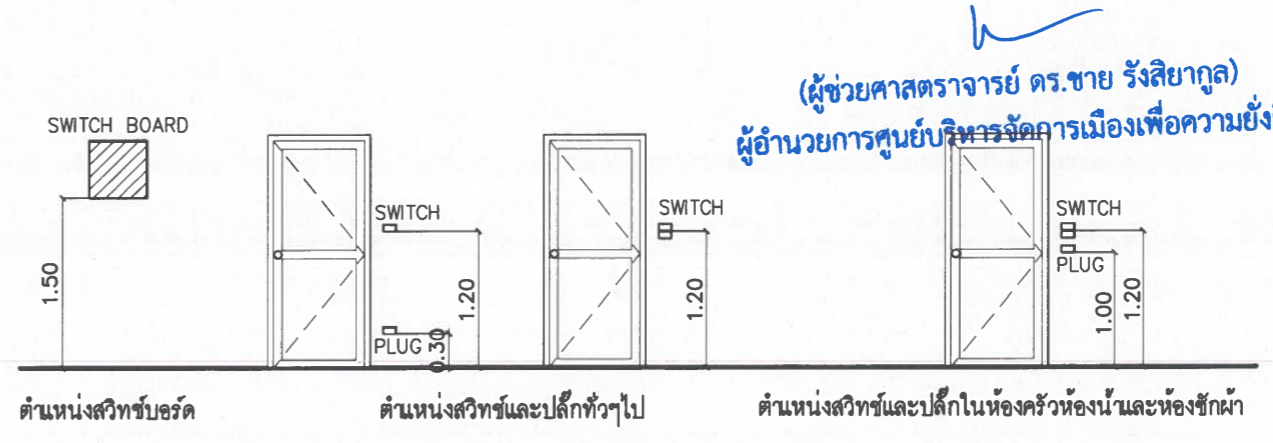 (ผู้ช่วยศาสตราจารย์ ดร.ชาย รังสิยากูล)
ผู้อำนวยการศูนย์บริหารจัดการเมืองเพื่อความยั่ง
SWITCH BOARD
1.50
SWITCH
1.20
PLUG
0.30
SWITCH
1.20
SWITCH
PLUG
1.00
1.20
ตำแหน่งสวิทช์บอร์ด
ตำแหน่งสวิทช์และปลั๊กทั่วๆไป
ตำแหน่งสวิทช์และปลั๊กในห้องครัวห้องน้ำและห้องซักผ้า